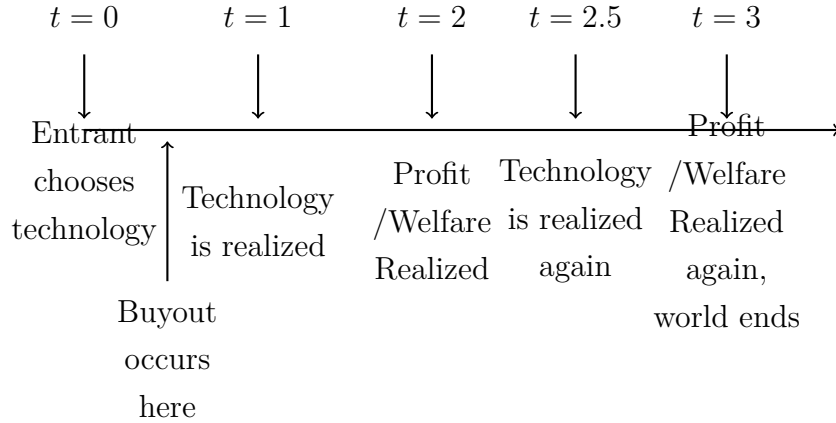 t = 0
t = 1
t = 2
t = 2.5
t = 3
Entrant
chooses
technology
Buyout
occurs
here
Technology
is realized
Profit
/Welfare
Realized
Technology
is realized
again
Profit
/Welfare
Realized
again,
world ends